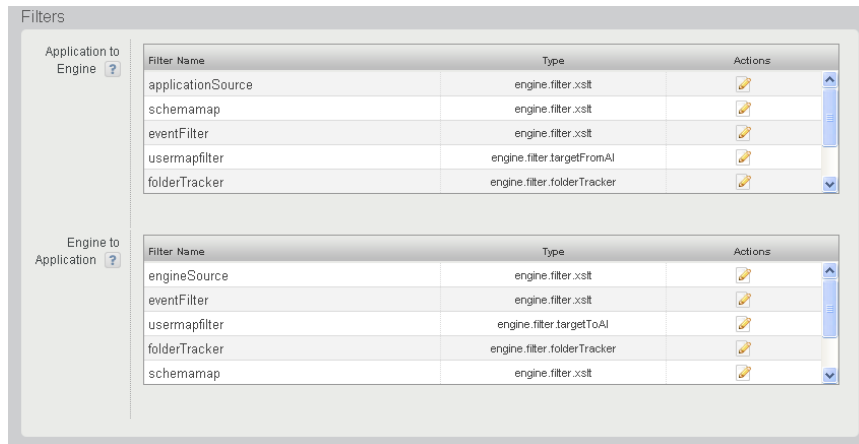 Filters
Application to
Engine ?
Filter Name Type Actions
applicationSource engine.filter.xslt
schemamap engine.filter.xslt
eventFilter engine.filter.xslt
usermapfilter engine.filter.targetFromAI
folderTracker engine.filter.folderTracker
Engine to
Application ?
Filter Name Type Actions
engineSource engine.filter.xslt
eventFilter engine.filter.xslt
usermapfilter engine.filter.targetToAI
folderTracker engine.filter.folderTracker
schemamap engine.filter.xslt